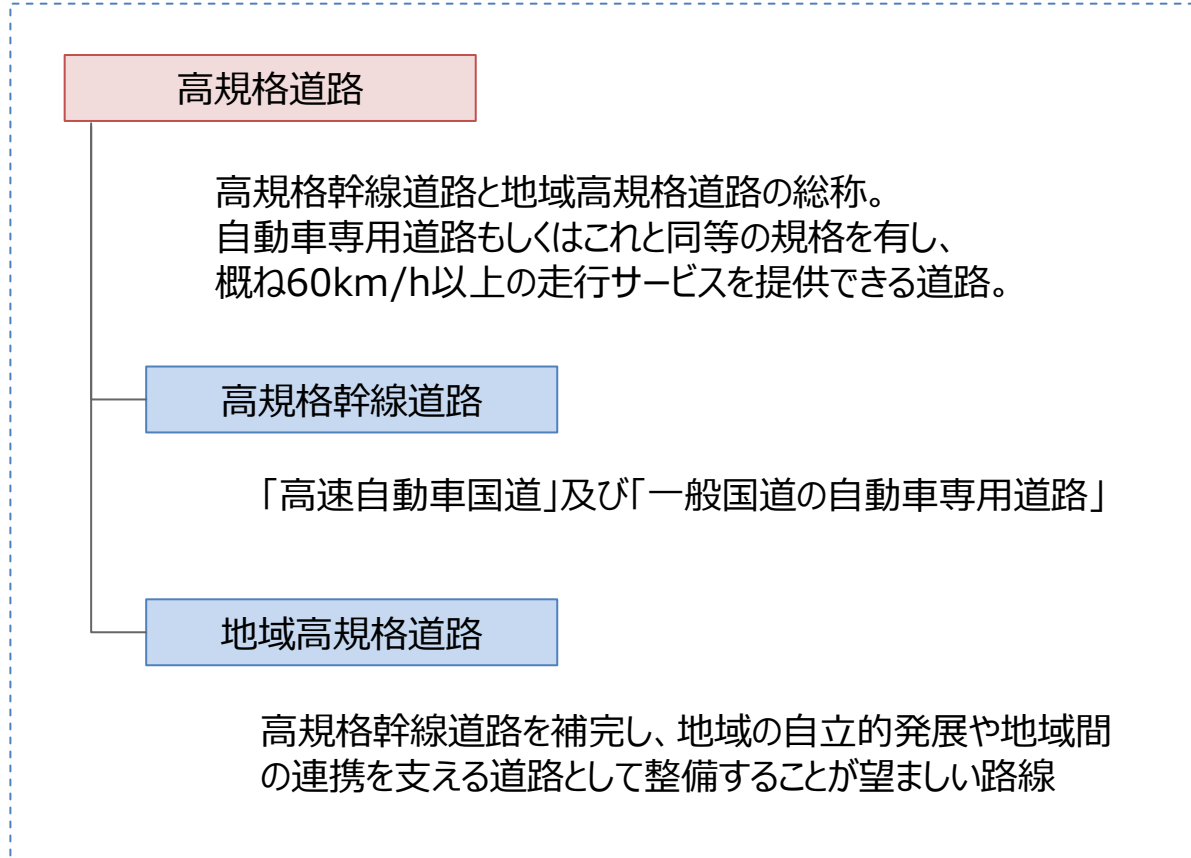 高規格道路
高規格幹線道路と地域高規格道路の総称。
自動車専用道路もしくはこれと同等の規格を有し、
概ね60km/h以上の走行サービスを提供できる道路。
高規格幹線道路
「高速自動車国道」及び「一般国道の自動車専用道路」
地域高規格道路
高規格幹線道路を補完し、地域の自立的発展や地域間
の連携を支える道路として整備することが望ましい路線